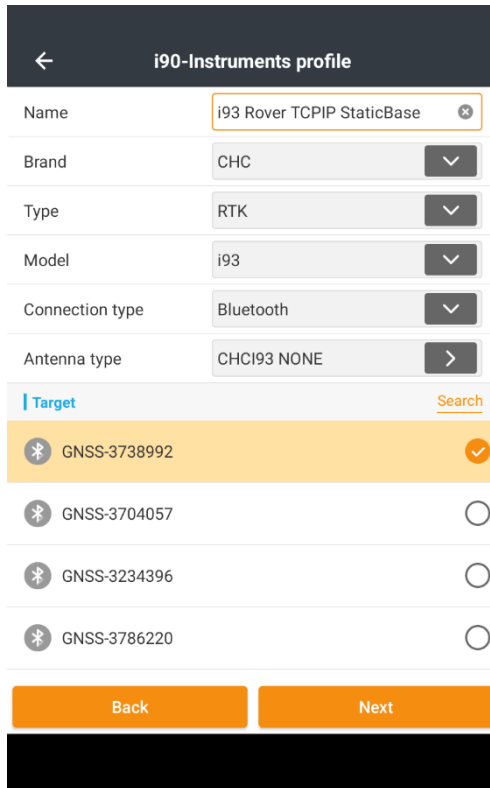 i90-Instruments profile
Name i93 Rover TCPIP StaticBase
Brand CHC
Type RTK
Model i93
Connection type Bluetooth
Antenna type CHCI93 NONE
Target Search
GNSS-3738992
GNSS-3704057
GNSS-3234396
GNSS-3786220
Back Next